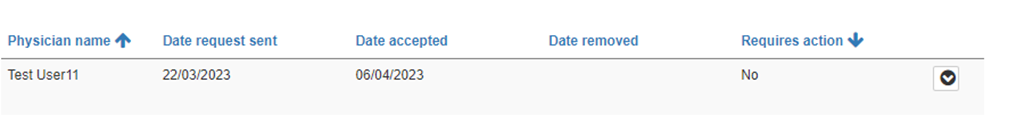 Physician name Date request sent Date accepted Date removed Requires action
Test User11 22/03/2023 06/04/2023 No